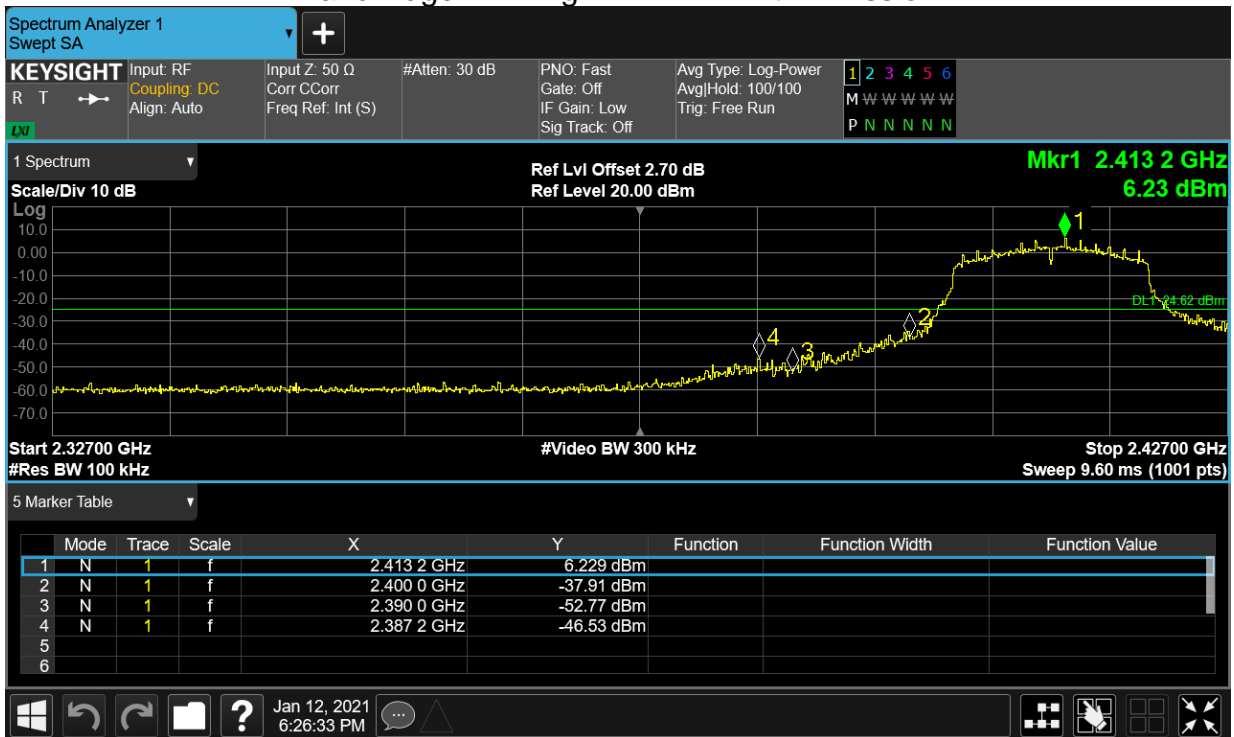 Spectrum Analyzer 1
Swept SA
+
KEYSIGHT
R T
LXI
Input: RF
Coupling: DC
Align: Auto
Input Z: 50 Ω
Corr CCorr
Freq Ref: Int (S)
#Atten: 30 dB
PNO: Fast
Gate: Off
IF Gain: Low
Sig Track: Off
Avg Type: Log-Power
Avg|Hold: 100/100
Trig: Free Run
1 2 3 4 5 6
M W W W W W
P N N N N N
1 Spectrum
Scale/Div 10 dB
Ref Lvl Offset 2.70 dB
Ref Level 20.00 dBm
Mkr1 2.413 2 GHz
6.23 dBm
Log
10.0
0.00
-10.0
-20.0
-30.0
-40.0
-50.0
-60.0
-70.0
1
2
3
4
24.62 dBm
Start 2.32700 GHz
#Res BW 100 kHz
#Video BW 300 kHz
Stop 2.42700 GHz
Sweep 9.60 ms (1001 pts)
5 Marker Table
Mode Trace Scale X Y Function Function Width Function Value
1 N 1 f 2.413 2 GHz 6.229 dBm
2 N 1 f 2.400 0 GHz -37.91 dBm
3 N 1 f 2.390 0 GHz -52.77 dBm
4 N 1 f 2.387 2 GHz -46.53 dBm
5
6
?
Jan 12, 2021
6:26:33 PM